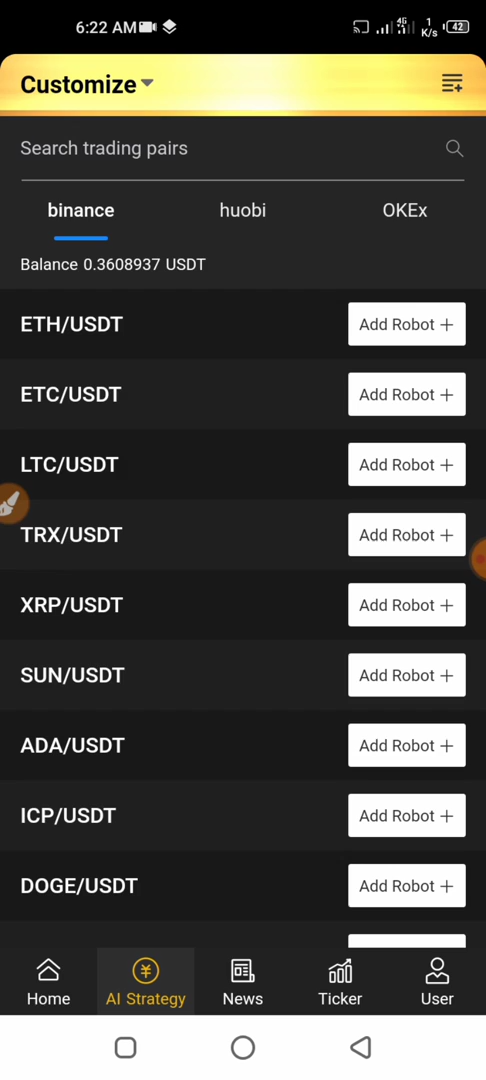 6:22 AM
4G
1
K/s
42
Customize
Search trading pairs
binance huobi OKEx
Balance 0.3608937 USDT
ETH/USDT Add Robot +
ETC/USDT Add Robot +
LTC/USDT Add Robot +
TRX/USDT Add Robot +
XRP/USDT Add Robot +
SUN/USDT Add Robot +
ADA/USDT Add Robot +
ICP/USDT Add Robot +
DOGE/USDT Add Robot +
Home AI Strategy News Ticker User